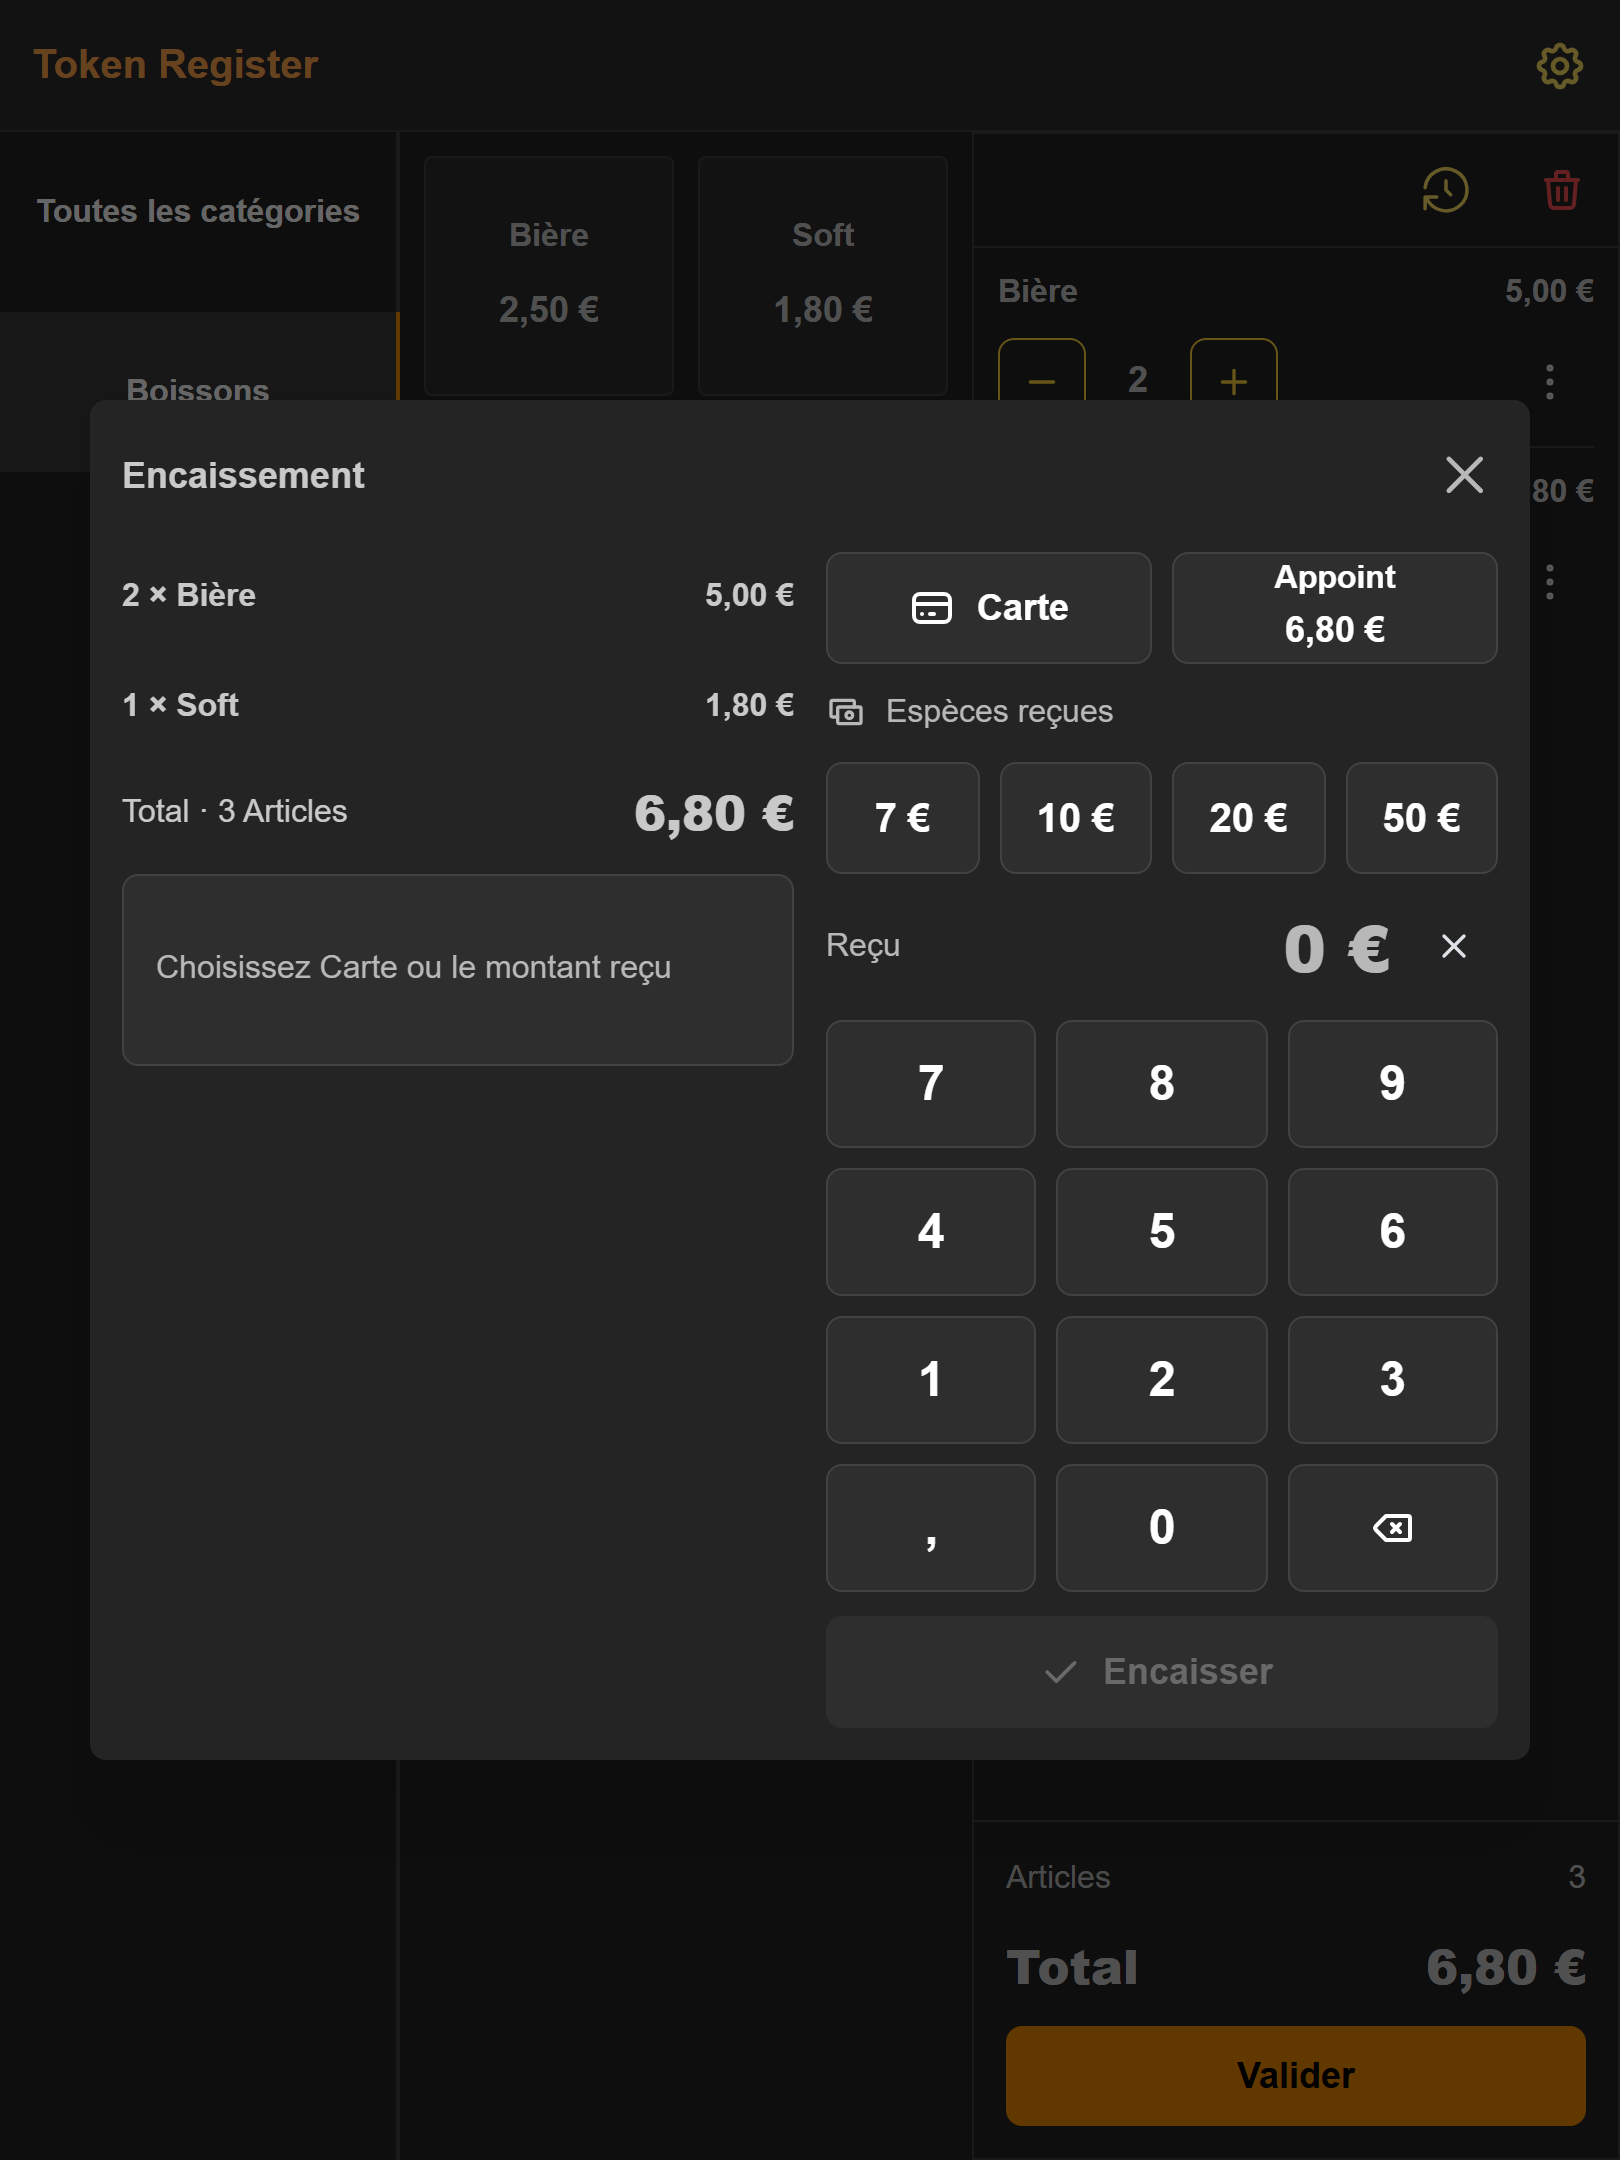 Token Register
Toutes les catégories
Boissons
Bière
2,50 €
Soft
1,80 €
Bière
5,00 €
2
80 €
Encaissement
2 × Bière
5,00 €
1 × Soft
1,80 €
Total · 3 Articles
6,80 €
Choisissez Carte ou le montant reçu
Carte
Appoint
6,80 €
Espèces reçues
7 €
10 €
20 €
50 €
Reçu
0 €
7
8
9
4
5
6
1
2
3
,
0
Encaisser
Articles
3
Total
6,80 €
Valider